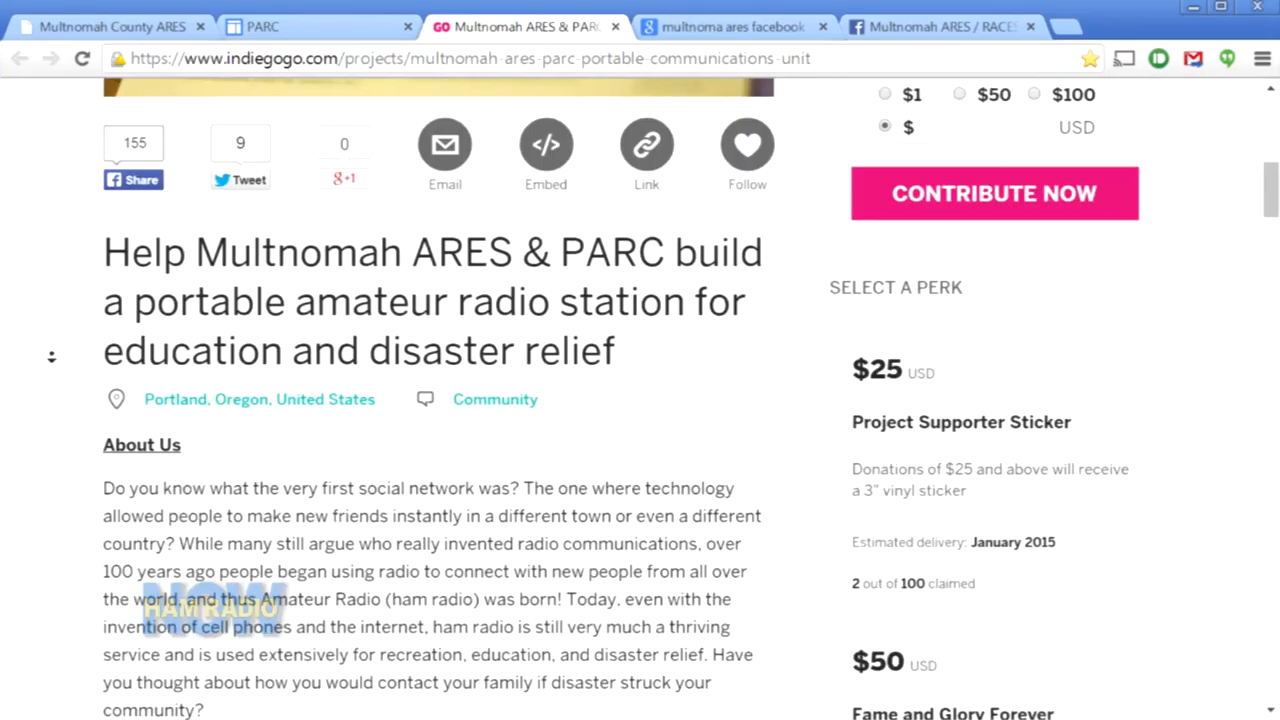 Multnomah County ARES
PARC
GO Multnomah ARES & PARC
multnoma ares facebook
Multnomah ARES / RACES
https://www.indiegogo.com/projects/multnomah-ares-parc-portable-communications-unit
155
9
0
Share
Tweet
g+1
Email
Embed
Link
Follow
$1
$50
$100
$
USD
CONTRIBUTE NOW
Help Multnomah ARES & PARC build
a portable amateur radio station for
education and disaster relief
Portland, Oregon, United States
Community
About Us
Do you know what the very first social network was? The one where technology
allowed people to make new friends instantly in a different town or even a different
country? While many still argue who really invented radio communications, over
100 years ago people began using radio to connect with new people from all over
the world, and thus Amateur Radio (ham radio) was born! Today, even with the
invention of cell phones and the internet, ham radio is still very much a thriving
service and is used extensively for recreation, education, and disaster relief. Have
you thought about how you would contact your family if disaster struck your
community?
HAM RADIO
NOW
SELECT A PERK
$25 USD
Project Supporter Sticker
Donations of $25 and above will receive
a 3" vinyl sticker
Estimated delivery: January 2015
2 out of 100 claimed
$50 USD
Fame and Glory Forever